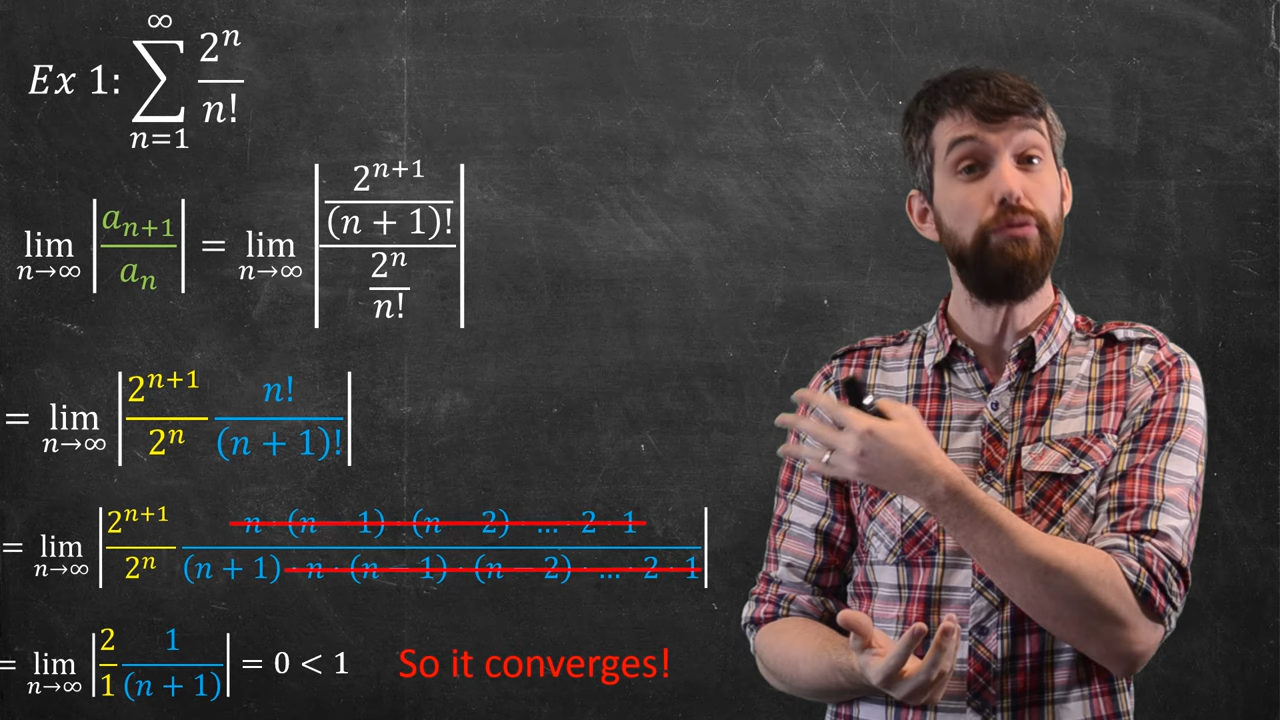 Ex 1: ∑_{n=1}^{∞} 2^n/n!
lim_{n→∞} |a_{n+1}/a_n| = lim_{n→∞} |(2^{n+1}/(n + 1)!)/(2^n/n!)|
= lim_{n→∞} |2^{n+1}/2^n n!/(n + 1)!|
= lim_{n→∞} |2^{n+1}/2^n (n · (n − 1) · (n − 2) · … · 2 · 1)/((n + 1) · n · (n − 1) · (n − 2) · … · 2 · 1)|
= lim_{n→∞} |2/1 1/(n + 1)| = 0 < 1 So it converges!